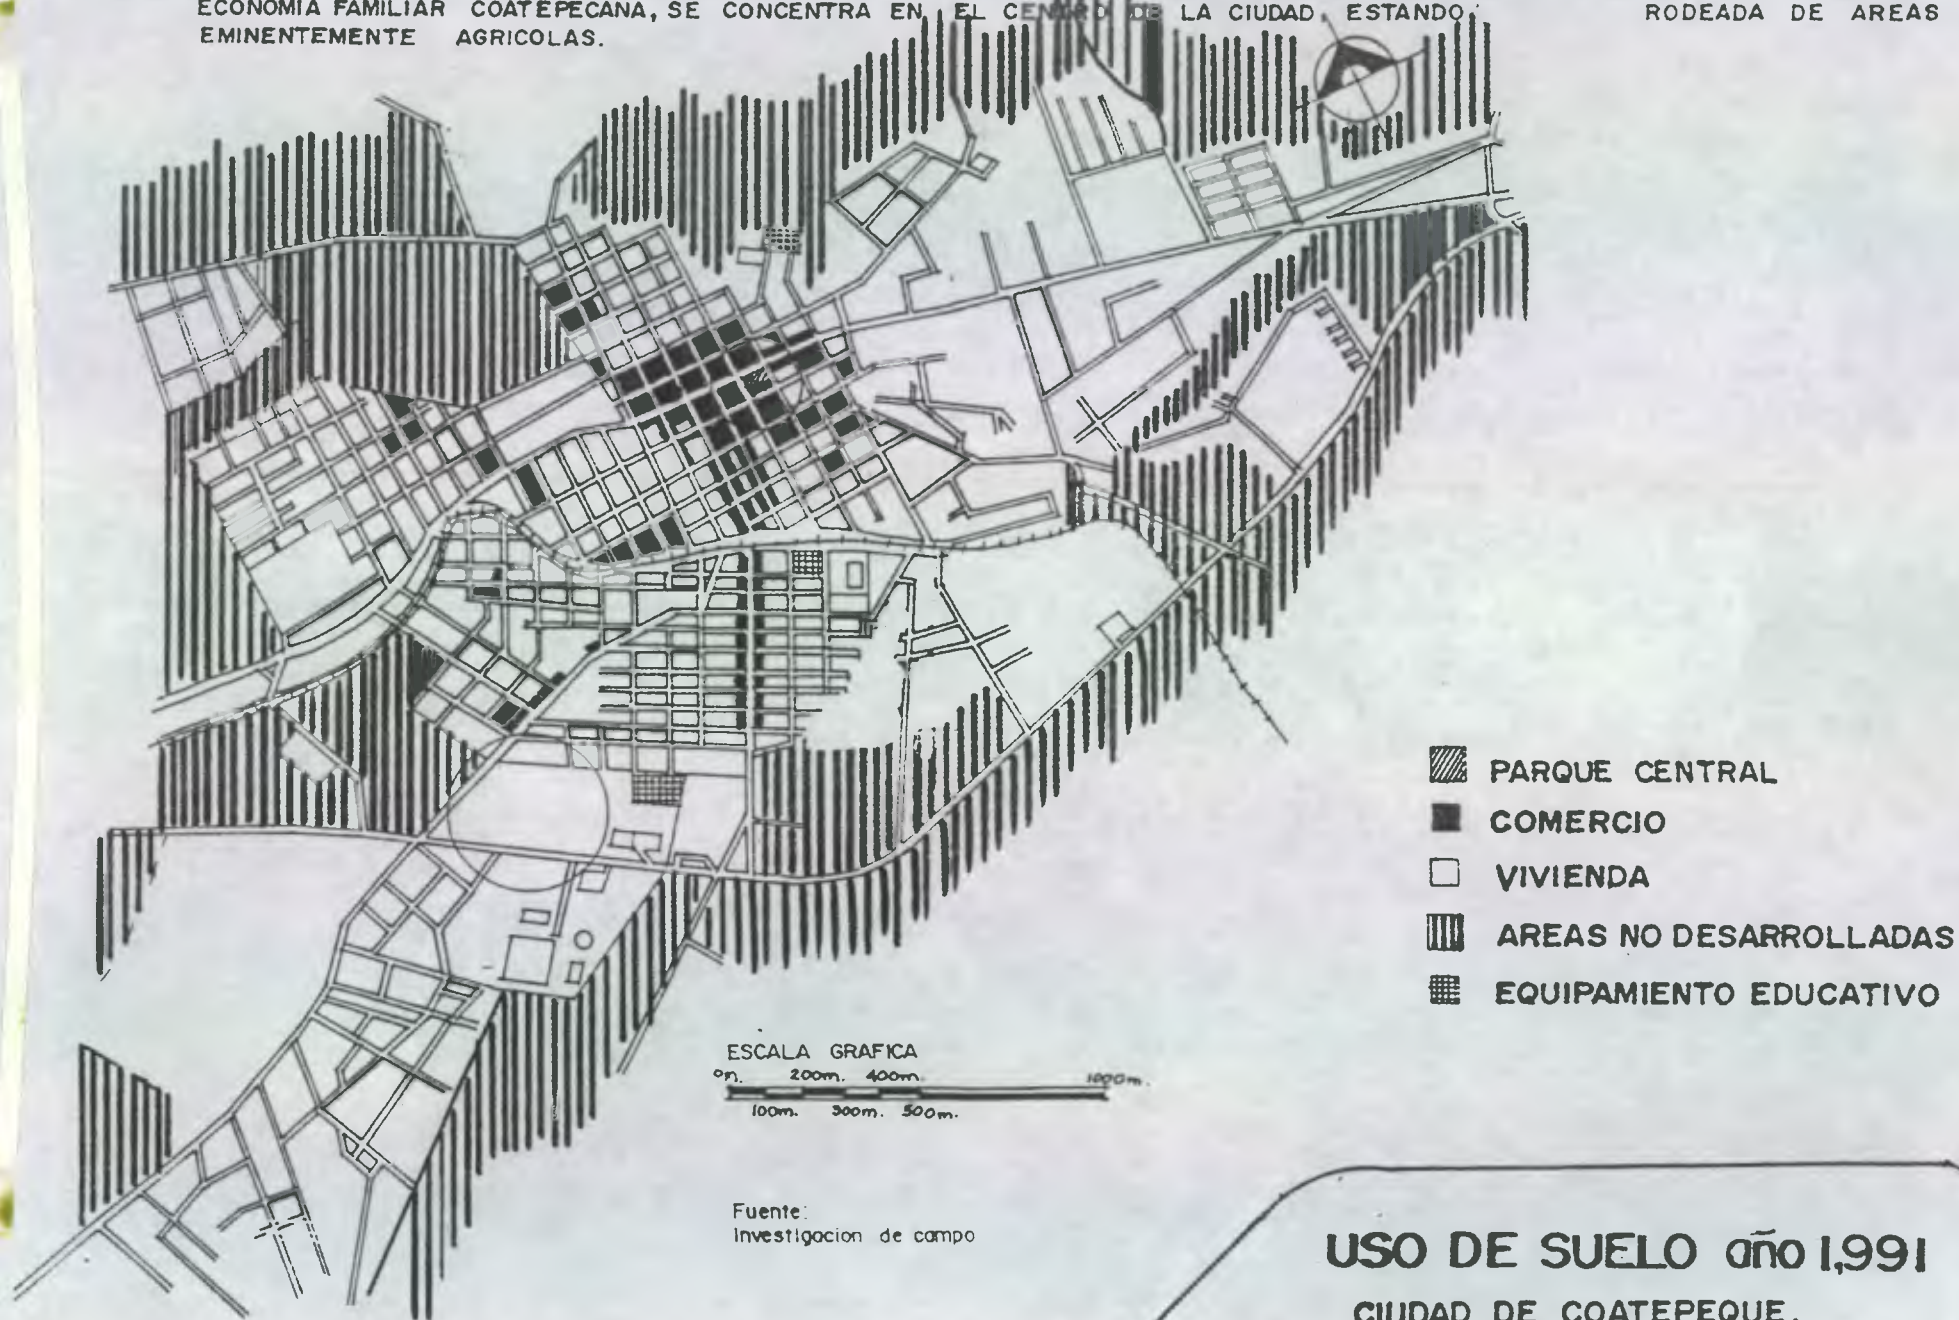 ECONOMIA FAMILIAR COATEPECANA, SE CONCENTRA EN EL CENTRO DE LA CIUDAD, ESTANDO RODEADA DE AREAS
EMINENTEMENTE AGRICOLAS.
PARQUE CENTRAL
COMERCIO
VIVIENDA
AREAS NO DESARROLLADAS
EQUIPAMIENTO EDUCATIVO
ESCALA GRAFICA
0m. 200m. 400m. 1000m.
100m. 300m. 500m.
Fuente:
Investigacion de campo
USO DE SUELO año 1,991
CIUDAD DE COATEPEQUE.